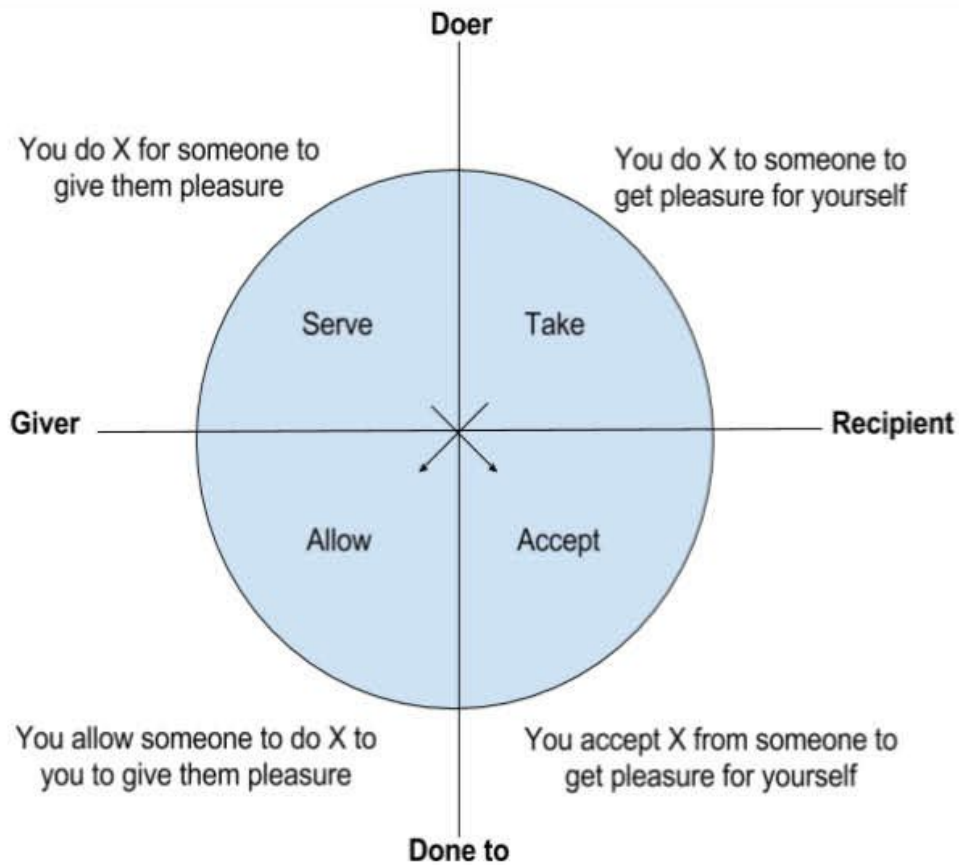 Doer
You do X for someone to
give them pleasure
You do X to someone to
get pleasure for yourself
Serve
Take
Giver
Recipient
Allow
Accept
You allow someone to do X to
you to give them pleasure
You accept X from someone to
get pleasure for yourself
Done to